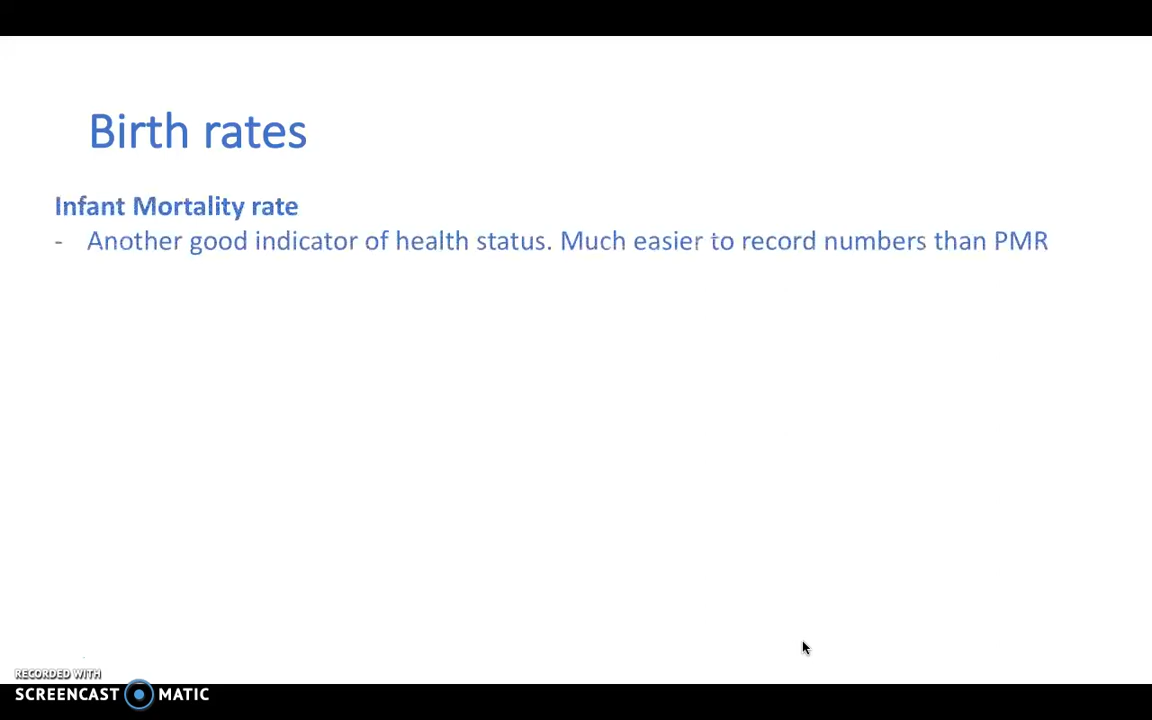 Birth rates
Infant Mortality rate
- Another good indicator of health status. Much easier to record numbers than PMR
RECORDED WITH
SCREENCAST MATIC